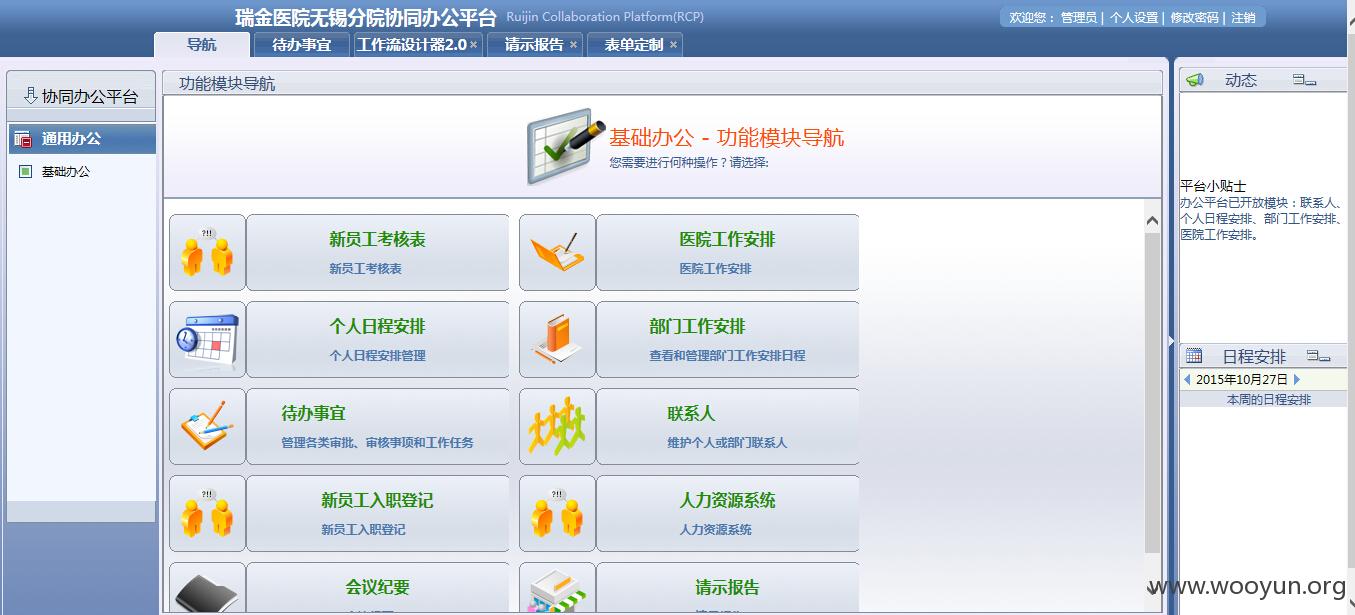 瑞金医院无锡分院协同办公平台 Ruijin Collaboration Platform(RCP)
欢迎您： 管理员 | 个人设置 | 修改密码 | 注销
导航 待办事宜 工作流设计器2.0 × 请示报告 × 表单定制 ×
协同办公平台
通用办公
基础办公
功能模块导航
基础办公 - 功能模块导航
您需要进行何种操作？请选择:
?!!
新员工考核表
新员工考核表
医院工作安排
医院工作安排
个人日程安排
个人日程安排管理
部门工作安排
查看和管理部门工作安排日程
待办事宜
管理各类审批、审核事项和工作任务
联系人
维护个人或部门联系人
?!!
新员工入职登记
新员工入职登记
?!!
人力资源系统
人力资源系统
会议纪要
请示报告
动态
平台小贴士
办公平台已开放模块：联系人、
个人日程安排、部门工作安排、
医院工作安排。
日程安排
2015年10月27日
本周的日程安排
www.wooyun.org